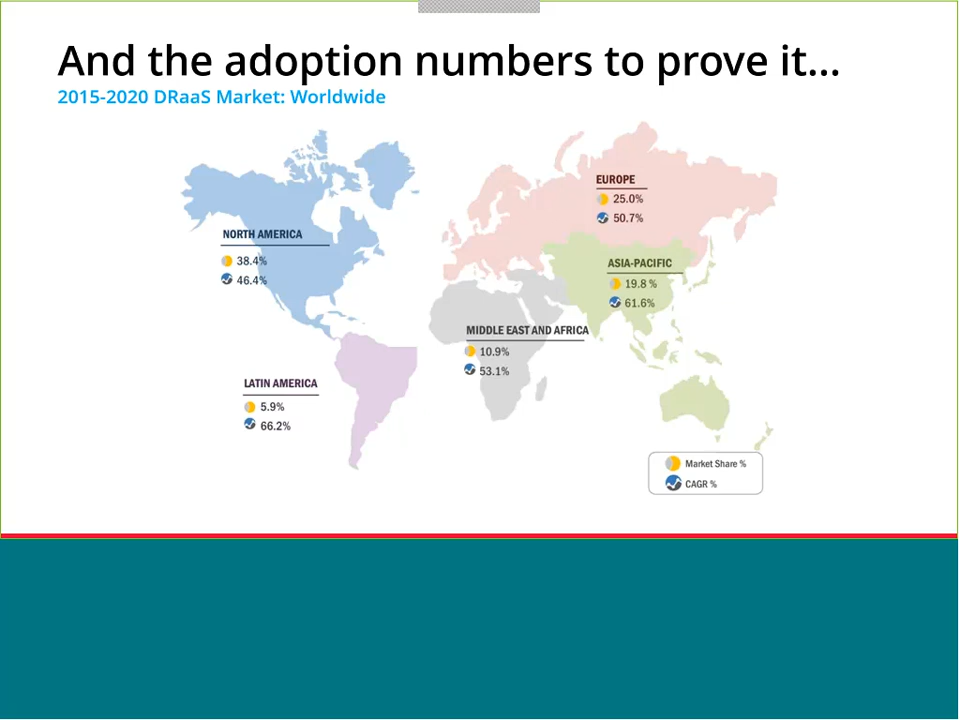 And the adoption numbers to prove it...
2015-2020 DRaaS Market: Worldwide
NORTH AMERICA
38.4%
46.4%
EUROPE
25.0%
50.7%
ASIA-PACIFIC
19.8 %
61.6%
MIDDLE EAST AND AFRICA
10.9%
53.1%
LATIN AMERICA
5.9%
66.2%
Market Share %
CAGR %